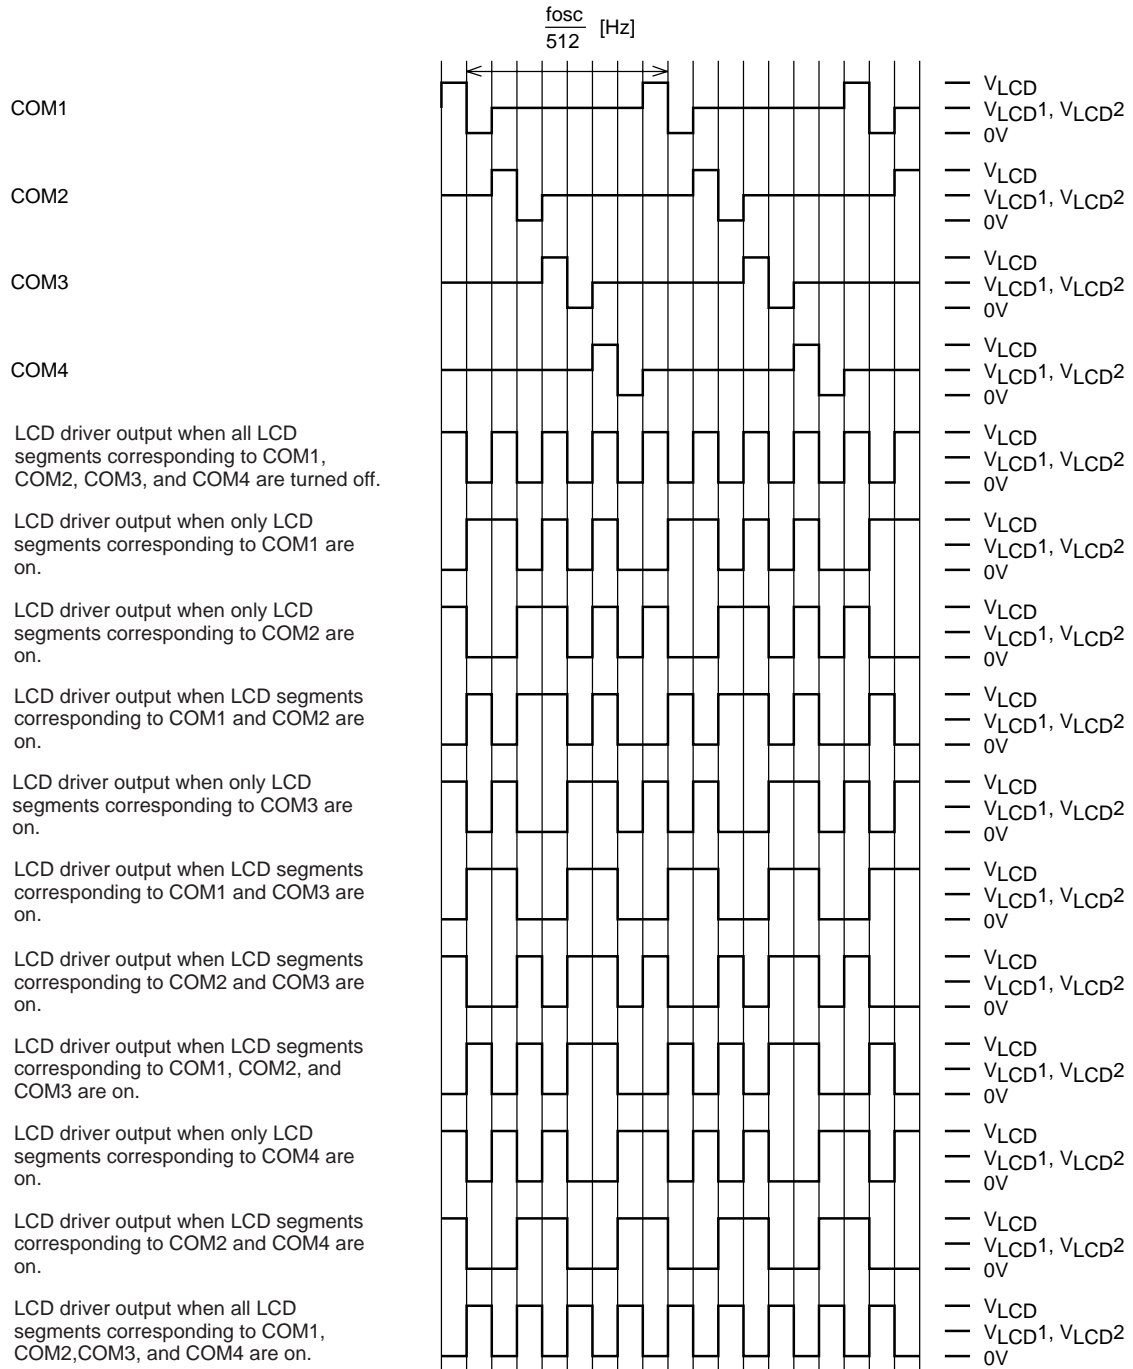 fosc
512 [Hz]
COM1
VLCD
VLCD1, VLCD2
0V
COM2
VLCD
VLCD1, VLCD2
0V
COM3
VLCD
VLCD1, VLCD2
0V
COM4
VLCD
VLCD1, VLCD2
0V
LCD driver output when all LCD
segments corresponding to COM1,
COM2, COM3, and COM4 are turned off.
VLCD
VLCD1, VLCD2
0V
LCD driver output when only LCD
segments corresponding to COM1 are
on.
VLCD
VLCD1, VLCD2
0V
LCD driver output when only LCD
segments corresponding to COM2 are
on.
VLCD
VLCD1, VLCD2
0V
LCD driver output when LCD segments
corresponding to COM1 and COM2 are
on.
VLCD
VLCD1, VLCD2
0V
LCD driver output when only LCD
segments corresponding to COM3 are
on.
VLCD
VLCD1, VLCD2
0V
LCD driver output when LCD segments
corresponding to COM1 and COM3 are
on.
VLCD
VLCD1, VLCD2
0V
LCD driver output when LCD segments
corresponding to COM2 and COM3 are
on.
VLCD
VLCD1, VLCD2
0V
LCD driver output when LCD segments
corresponding to COM1, COM2, and
COM3 are on.
VLCD
VLCD1, VLCD2
0V
LCD driver output when only LCD
segments corresponding to COM4 are
on.
VLCD
VLCD1, VLCD2
0V
LCD driver output when LCD segments
corresponding to COM2 and COM4 are
on.
VLCD
VLCD1, VLCD2
0V
LCD driver output when all LCD
segments corresponding to COM1,
COM2,COM3, and COM4 are on.
VLCD
VLCD1, VLCD2
0V